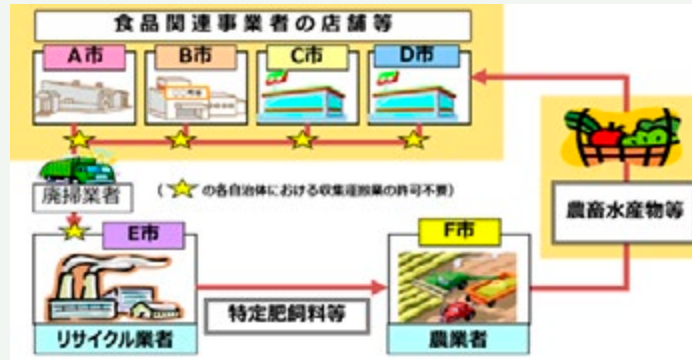 食品関連事業者の店舗等
A市
B市
C市
D市
廃掃業者
(☆の各自治体における収集運搬業の許可不要)
農畜水産物等
E市
F市
特定肥飼料等
リサイクル業者
農業者